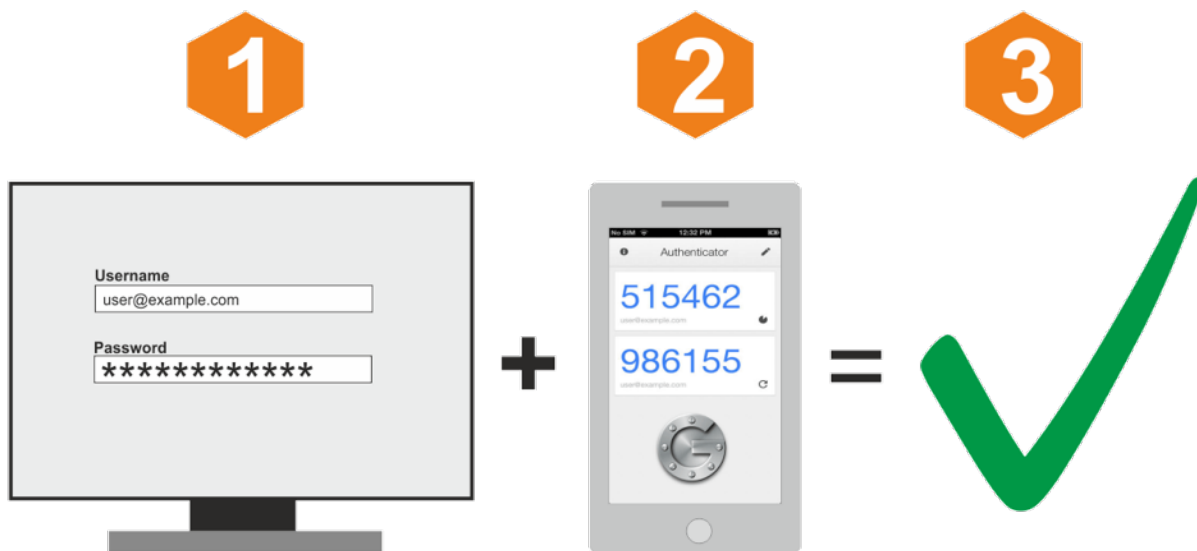 1
2
3
Username
user@example.com
Password
************
No SIM 12:32 PM
Authenticator
515462
user@example.com
986155
user@example.com
+
=
G